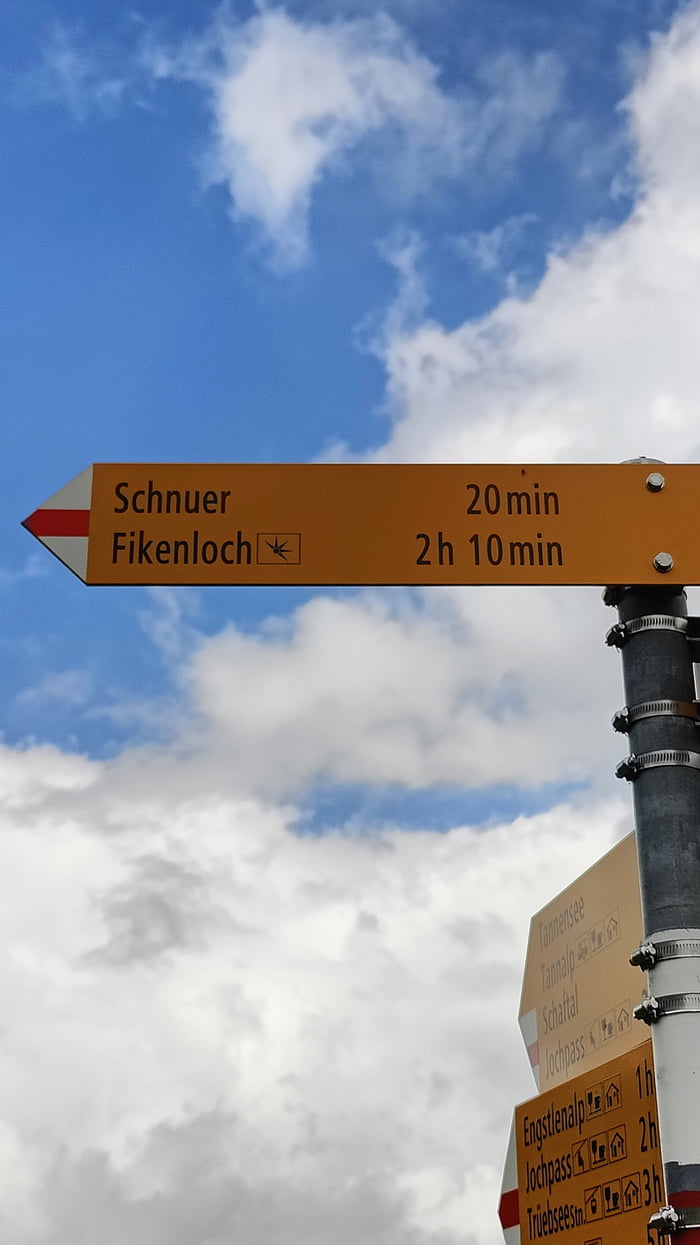 Schnuer 20 min
Fikenloch 2 h 10 min
Tannensee
Tannalp
Schaftal
Jochpass
Engstlenalp 1 h
Jochpass 2 h
Trüebsee Stn. 3 h